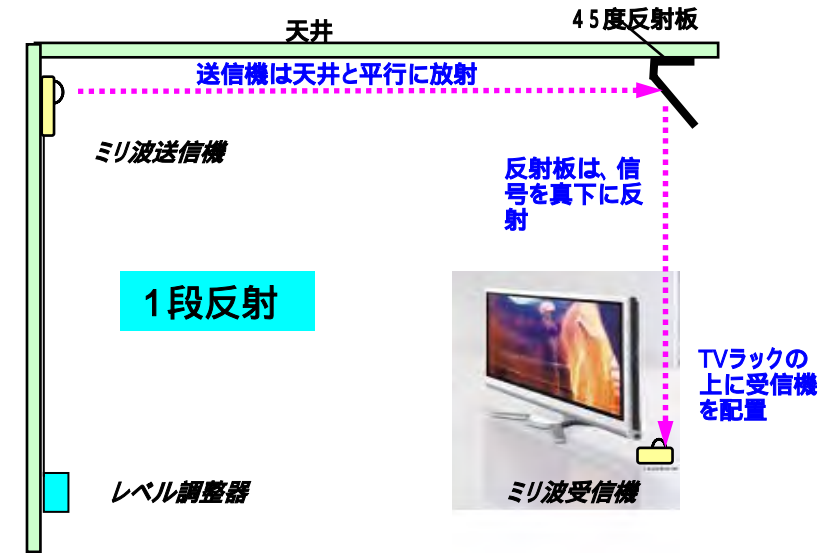 天井
45度反射板
送信機は天井と平行に放射
ミリ波送信機
反射板は、信
号を真下に反
射
1段反射
TVラックの
上に受信機
を配置
レベル調整器
ミリ波受信機